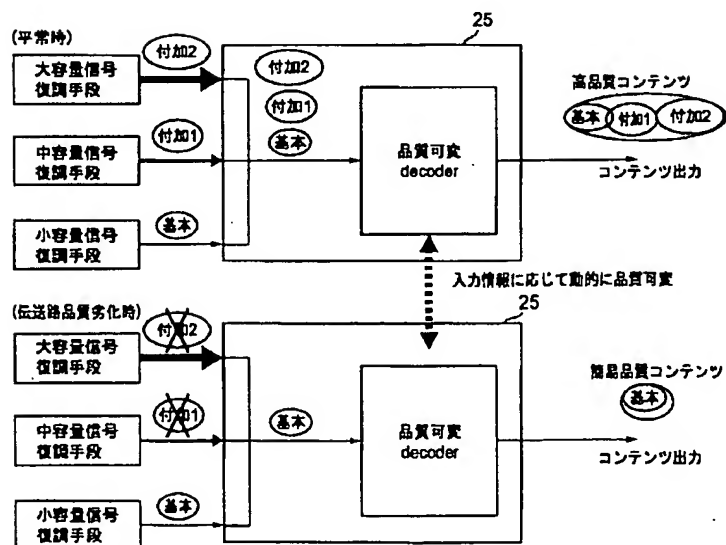 (平常時)
25
大容量信号
復調手段
付加2
中容量信号
復調手段
付加1
小容量信号
復調手段
基本
付加2
付加1
基本
品質可変
decoder
高品質コンテンツ
基本
付加1
付加2
コンテンツ出力
入力情報に応じて動的に品質可変
(伝送路品質劣化時)
25
大容量信号
復調手段
付加2
中容量信号
復調手段
付加1
小容量信号
復調手段
基本
基本
品質可変
decoder
簡易品質コンテンツ
基本
コンテンツ出力